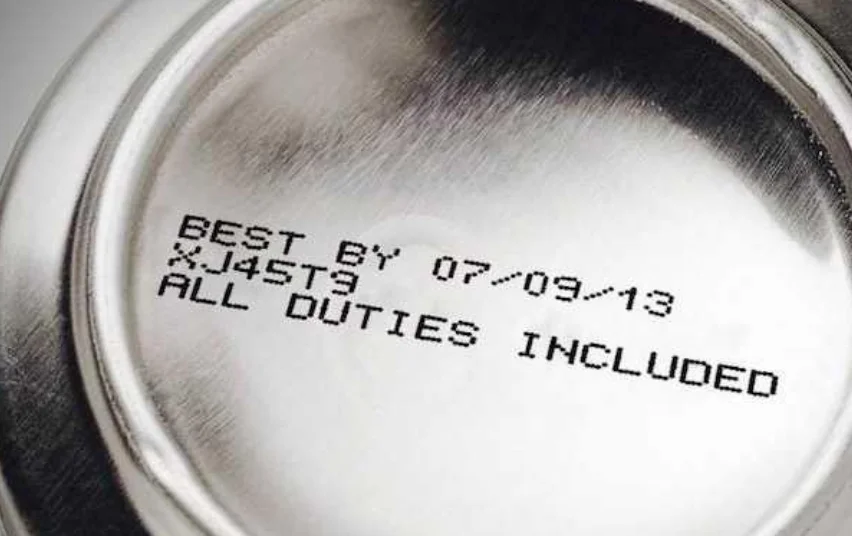 BEST BY 07/09/13
XJ45T9
ALL DUTIES INCLUDED